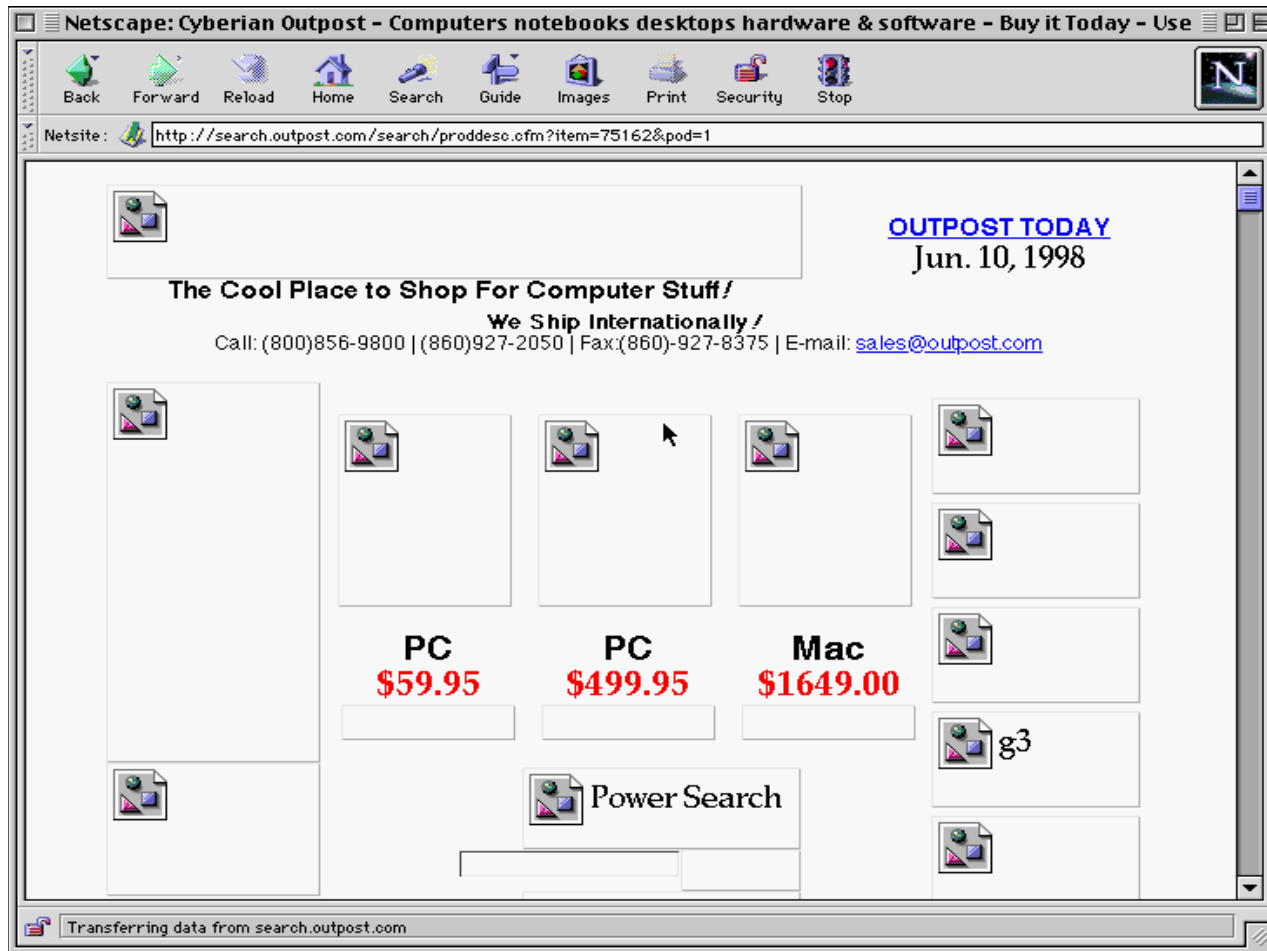 Netscape: Cyberian Outpost - Computers notebooks desktops hardware & software - Buy it Today - Use
Back Forward Reload Home Search Guide Images Print Security Stop
N
Netsite: http://search.outpost.com/search/proddesc.cfm?item=75162&pod=1
OUTPOST TODAY
Jun. 10, 1998
The Cool Place to Shop For Computer Stuff!
We Ship Internationally!
Call: (800)856-9800 | (860)927-2050 | Fax:(860)-927-8375 | E-mail: sales@outpost.com
PC PC Mac
$59.95 $499.95 $1649.00
g3
Power Search
Transferring data from search.outpost.com